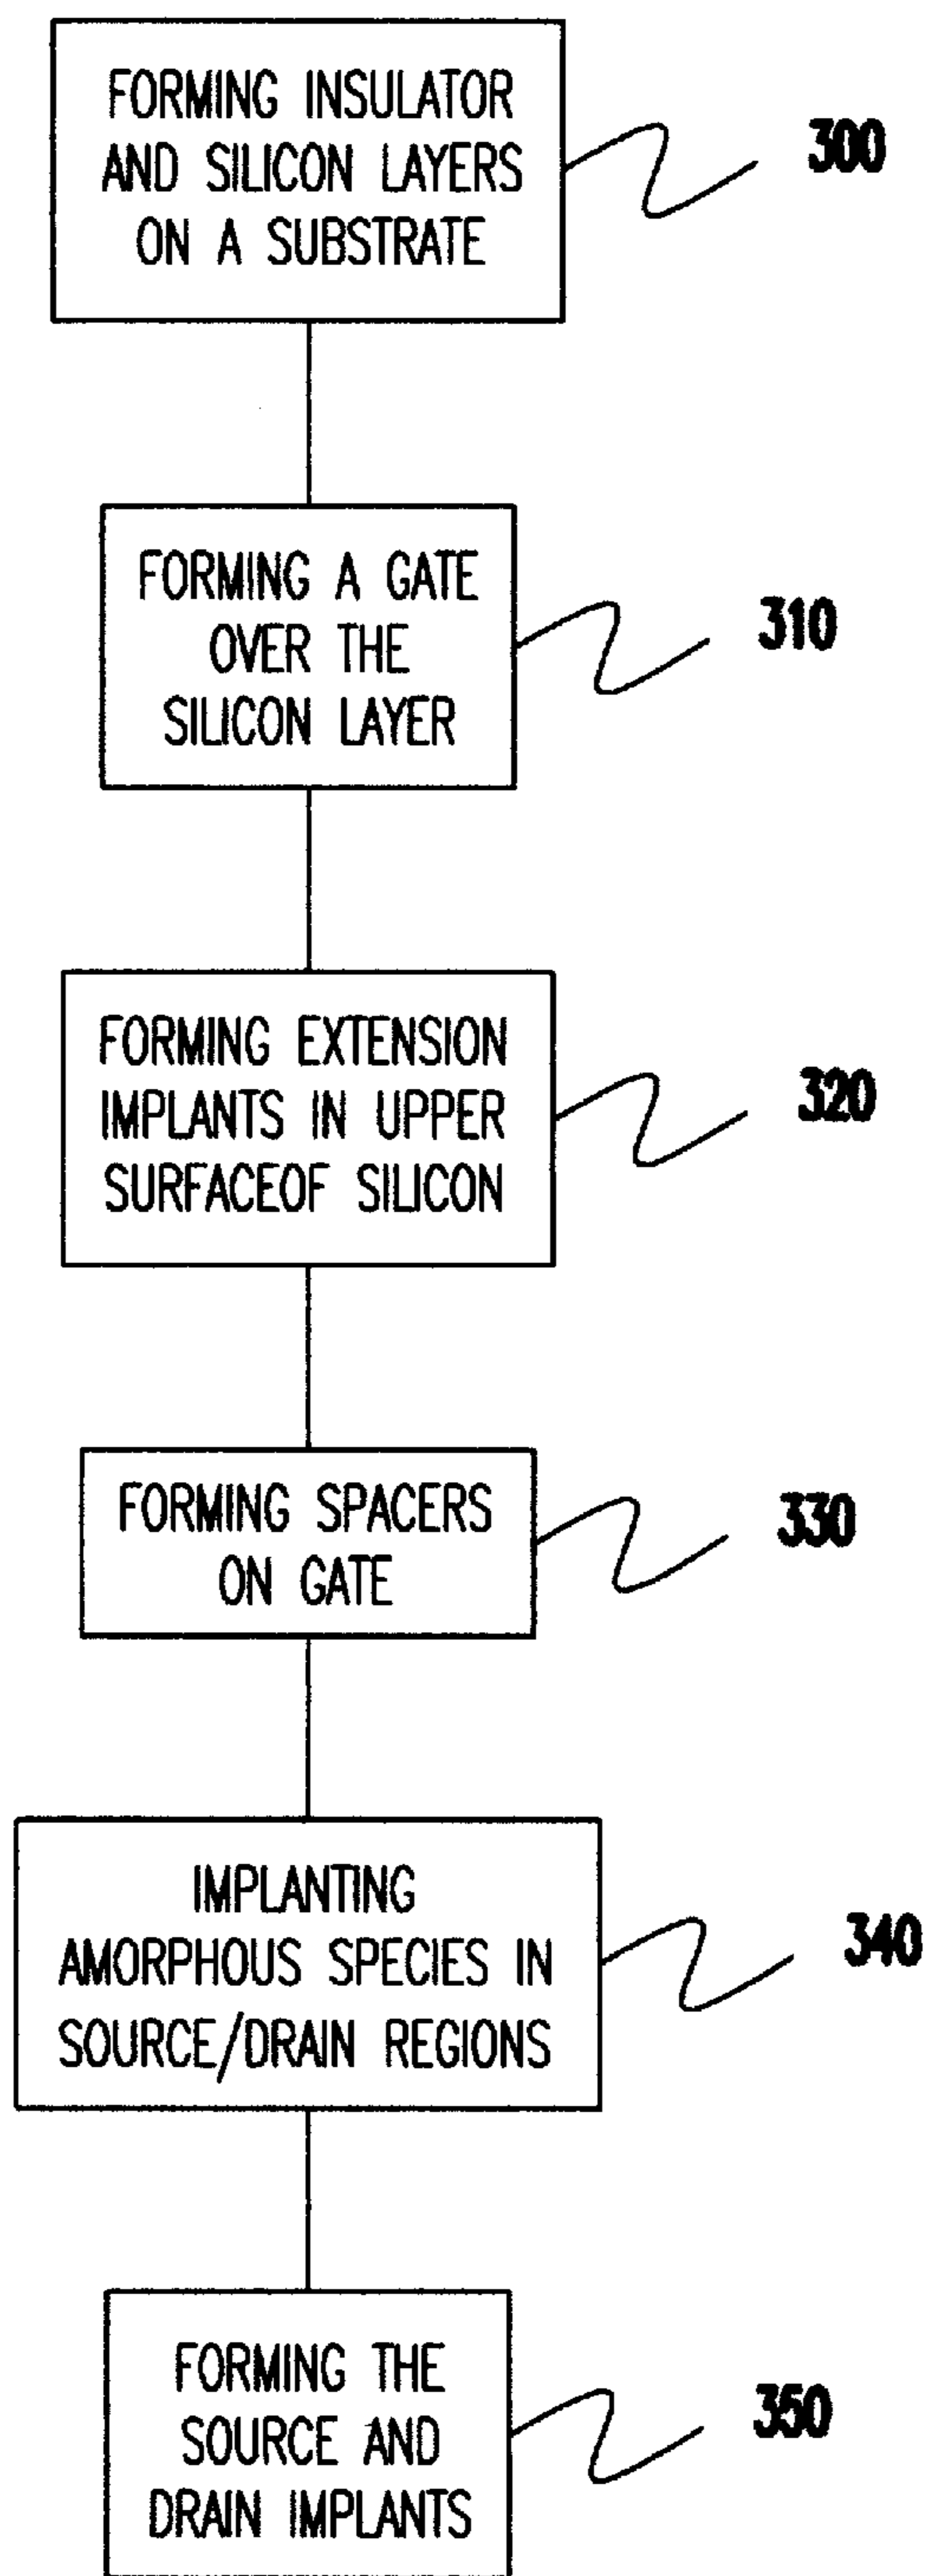 FORMING INSULATOR
AND SILICON LAYERS
ON A SUBSTRATE
300
FORMING A GATE
OVER THE
SILICON LAYER
310
FORMING EXTENSION
IMPLANTS IN UPPER
SURFACEOF SILICON
320
FORMING SPACERS
ON GATE
330
IMPLANTING
AMORPHOUS SPECIES IN
SOURCE/DRAIN REGIONS
340
FORMING THE
SOURCE AND
DRAIN IMPLANTS
350